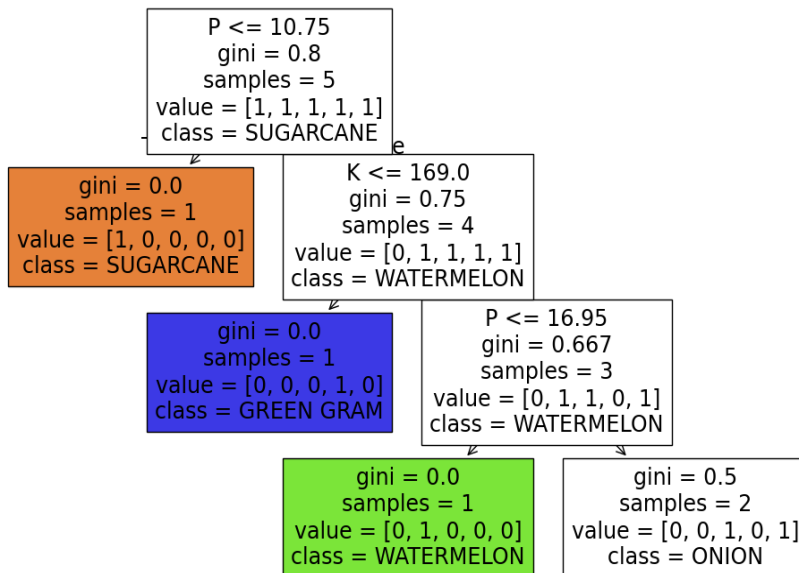 P <= 10.75
gini = 0.8
samples = 5
value = [1, 1, 1, 1, 1]
class = SUGARCANE
gini = 0.0
samples = 1
value = [1, 0, 0, 0, 0]
class = SUGARCANE
K <= 169.0
gini = 0.75
samples = 4
value = [0, 1, 1, 1, 1]
class = WATERMELON
gini = 0.0
samples = 1
value = [0, 0, 0, 1, 0]
class = GREEN GRAM
P <= 16.95
gini = 0.667
samples = 3
value = [0, 1, 1, 0, 1]
class = WATERMELON
gini = 0.0
samples = 1
value = [0, 1, 0, 0, 0]
class = WATERMELON
gini = 0.5
samples = 2
value = [0, 0, 1, 0, 1]
class = ONION